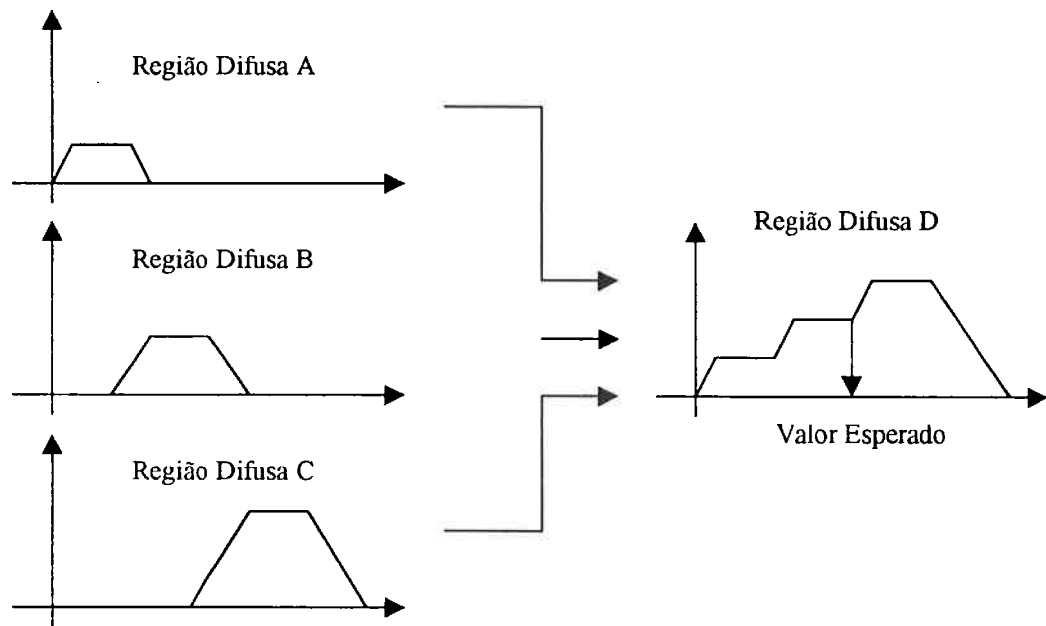 Região Difusa A
Região Difusa B
Região Difusa C
Região Difusa D
Valor Esperado